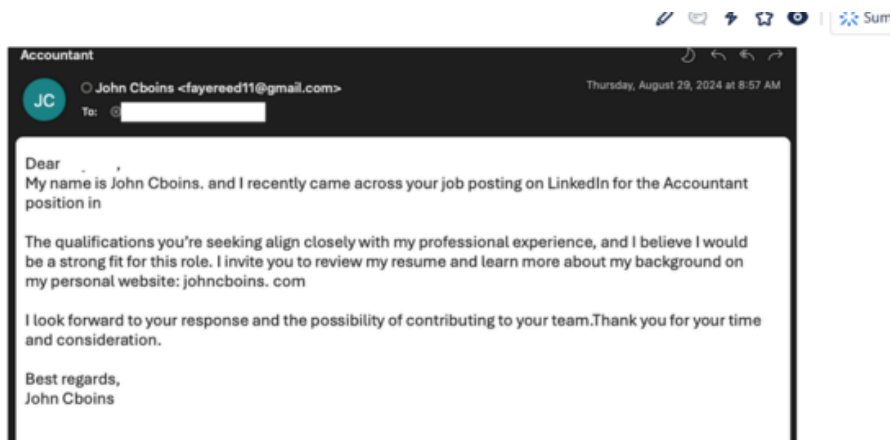 Sum
Accountant
JC
John Cboins <fayereed11@gmail.com>
Thursday, August 29, 2024 at 8:57 AM
To:
Dear ,
My name is John Cboins. and I recently came across your job posting on LinkedIn for the Accountant
position in
The qualifications you're seeking align closely with my professional experience, and I believe I would
be a strong fit for this role. I invite you to review my resume and learn more about my background on
my personal website: johncboins. com
I look forward to your response and the possibility of contributing to your team.Thank you for your time
and consideration.
Best regards,
John Cboins